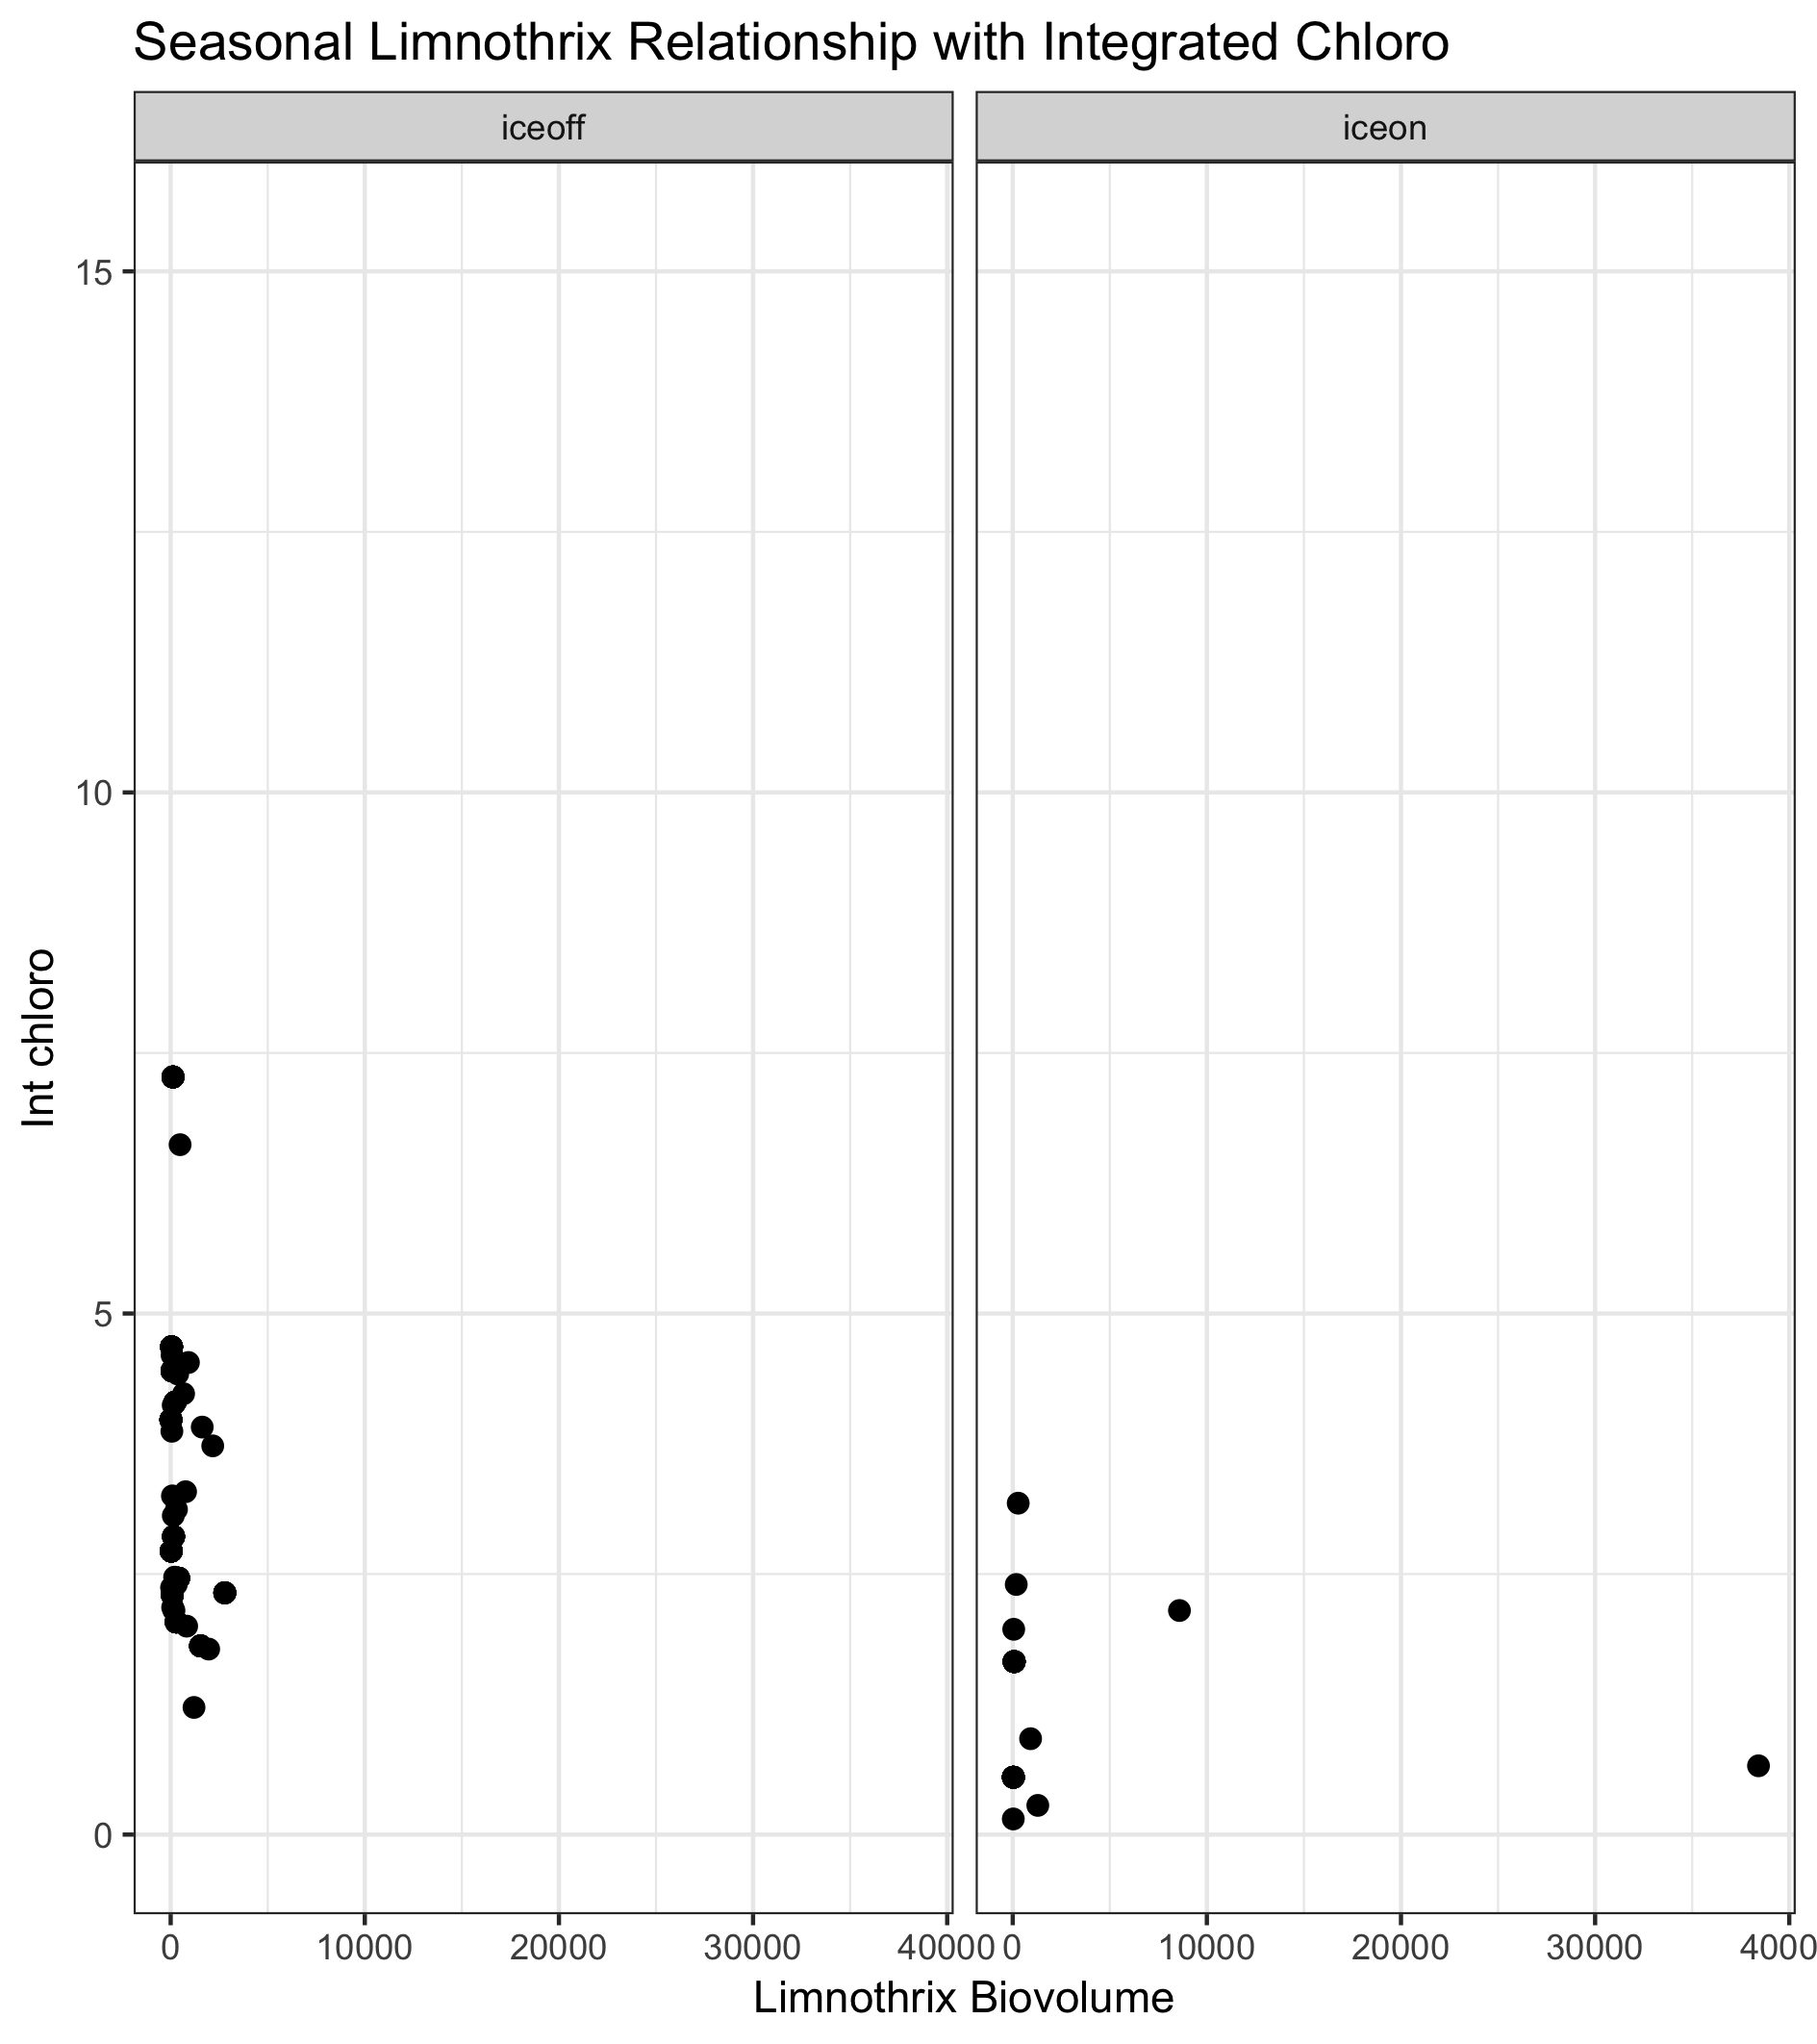 Seasonal Limnothrix Relationship with Integrated Chloro
iceoff
iceon
15
10
5
0
Int chloro
0 10000 20000 30000 40000
0 10000 20000 30000 4000
Limnothrix Biovolume